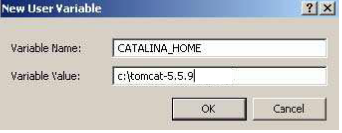 New User Variable
Variable Name: CATALINA_HOME
Variable Value: c:\tomcat-5.5.9
OK Cancel